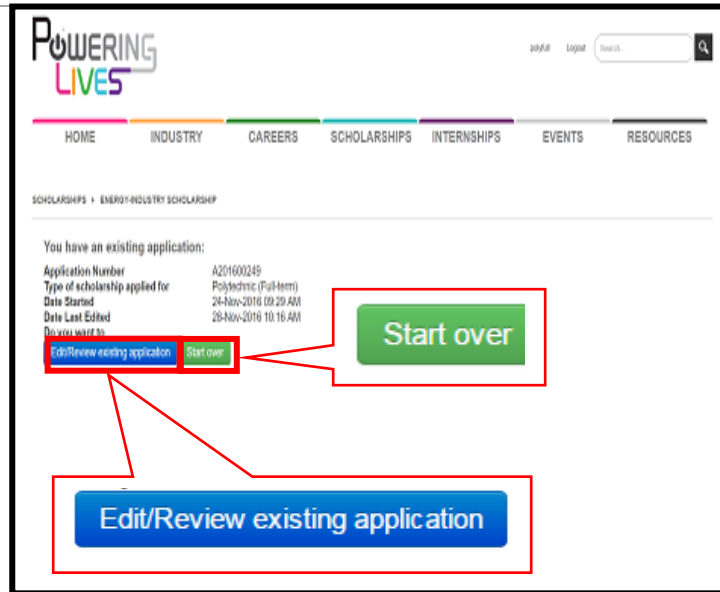 POWERING
LIVES
polyfull Logout Search...
HOME INDUSTRY CAREERS SCHOLARSHIPS INTERNSHIPS EVENTS RESOURCES
SCHOLARSHIPS ENERGY-INDUSTRY SCHOLARSHIP
You have an existing application:
Application Number A201600249
Type of scholarship applied for Polytechnic (Full-term)
Date Started 24-Nov-2016 09:29 AM
Date Last Edited 28-Nov-2016 10:16 AM
Do you want to
Edit/Review existing application Start over
Start over
Edit/Review existing application